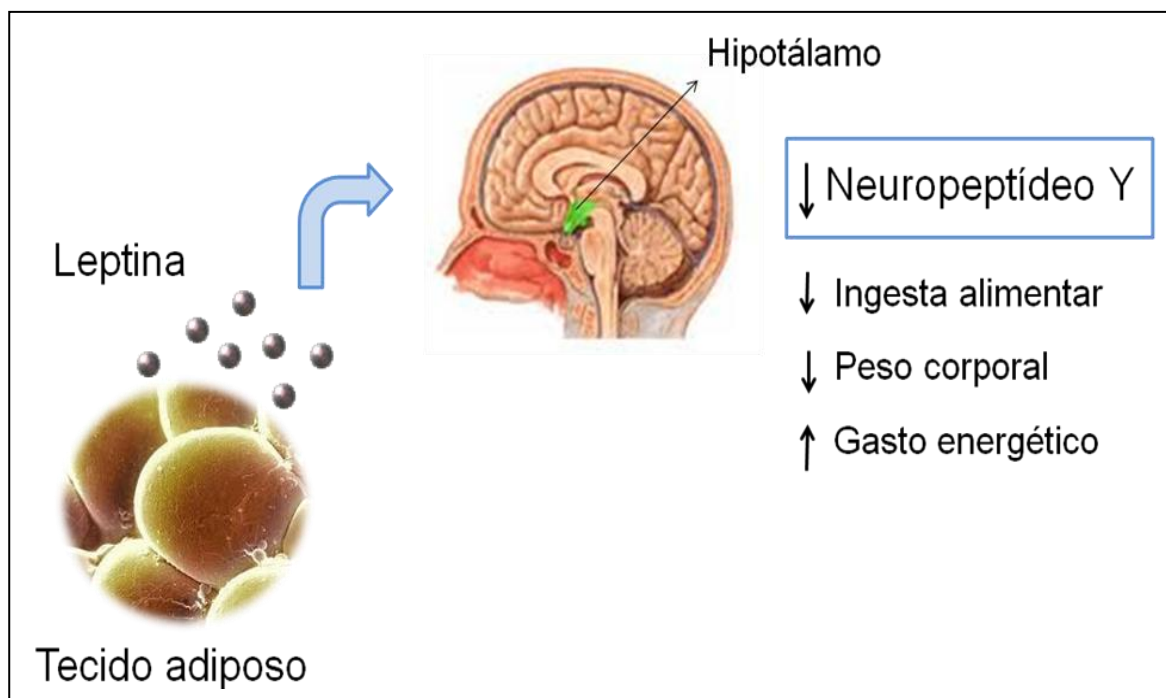 Hipotálamo
Leptina
Tecido adiposo
↓ Neuropeptídeo Y
↓ Ingesta alimentar
↓ Peso corporal
↑ Gasto energético